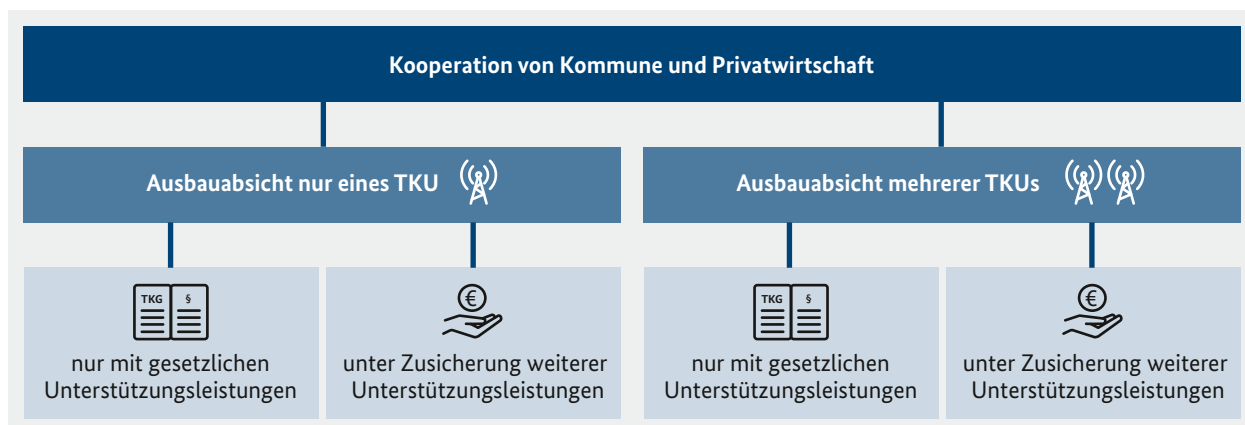 Kooperation von Kommune und Privatwirtschaft
Ausbauabsicht nur eines TKU
Ausbauabsicht mehrerer TKUs
TKG §
nur mit gesetzlichen
Unterstützungsleistungen
€
unter Zusicherung weiterer
Unterstützungsleistungen
TKG §
nur mit gesetzlichen
Unterstützungsleistungen
€
unter Zusicherung weiterer
Unterstützungsleistungen